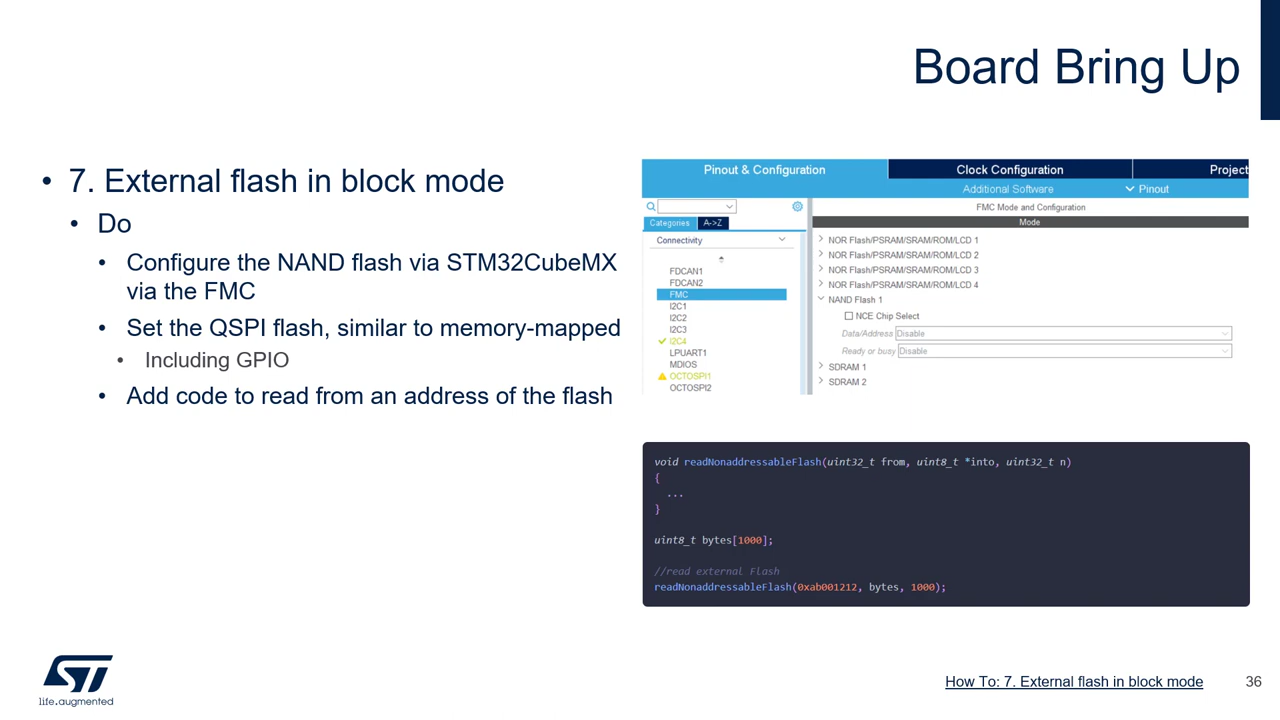 Board Bring Up
• 7. External flash in block mode
• Do
• Configure the NAND flash via STM32CubeMX
via the FMC
• Set the QSPI flash, similar to memory-mapped
• Including GPIO
• Add code to read from an address of the flash
Pinout & Configuration
Clock Configuration
Project
Additional Software
Pinout
Categories
A->Z
Connectivity
FDCAN1
FDCAN2
FMC
I2C1
I2C2
I2C3
I2C4
LPUART1
MDIOS
OCTOSPI1
OCTOSPI2
FMC Mode and Configuration
Mode
NOR Flash/PSRAM/SRAM/ROM/LCD 1
NOR Flash/PSRAM/SRAM/ROM/LCD 2
NOR Flash/PSRAM/SRAM/ROM/LCD 3
NOR Flash/PSRAM/SRAM/ROM/LCD 4
NAND Flash 1
NCE Chip Select
Data/Address Disable
Ready or busy Disable
SDRAM 1
SDRAM 2
void readNonaddressableFlash(uint32_t from, uint8_t *into, uint32_t n)
{
...
}
uint8_t bytes[1000];
//read external Flash
readNonaddressableFlash(0xab001212, bytes, 1000);
ST
life.augmented
How To: 7. External flash in block mode
36